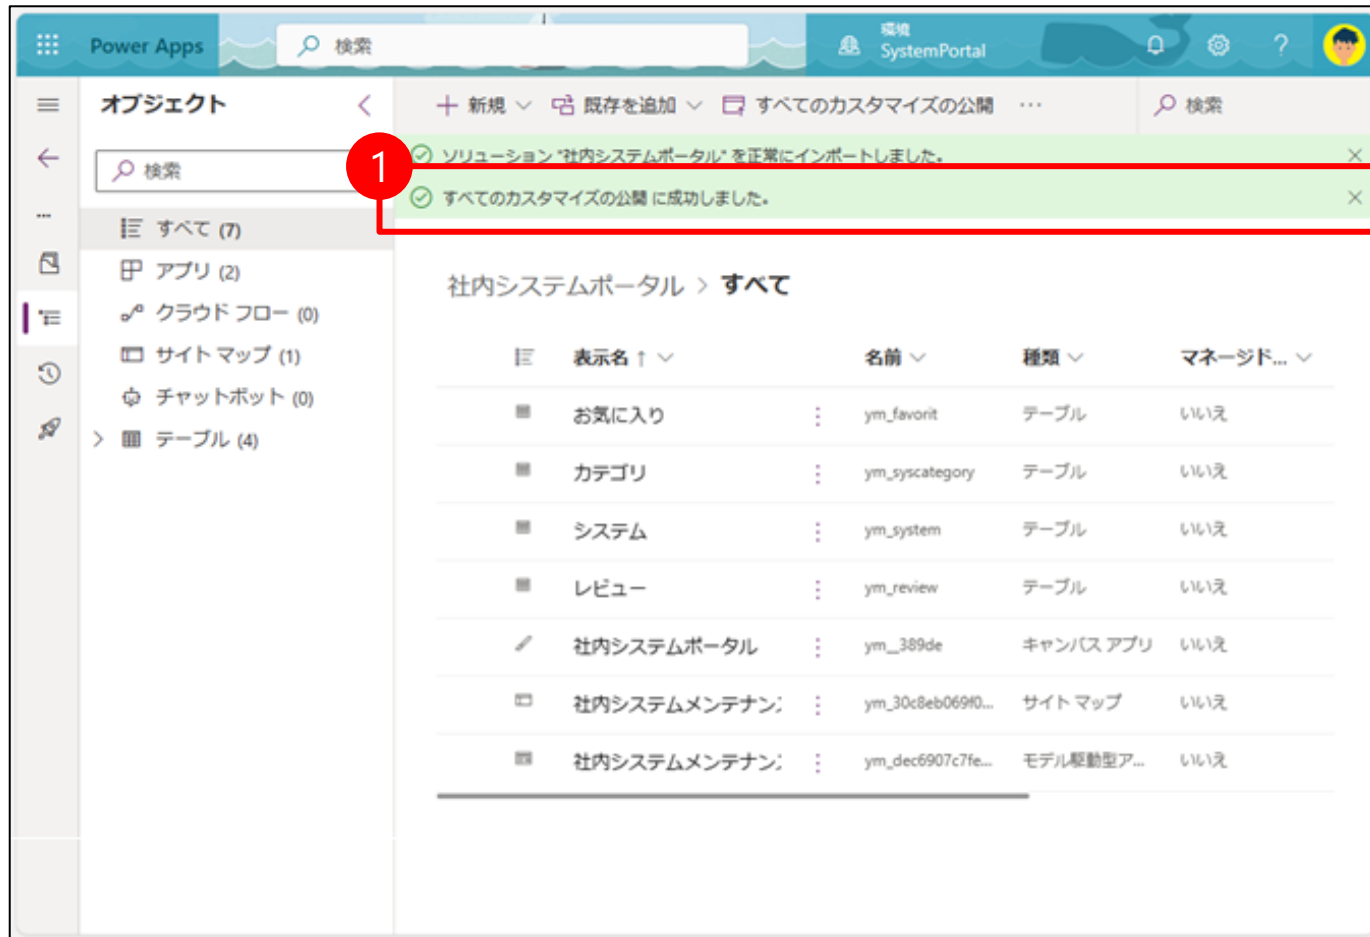 Power Apps
検索
環境
SystemPortal
?
オブジェクト
新規
既存を追加
すべてのカスタマイズの公開
…
検索
検索
1
ソリューション "社内システムポータル" を正常にインポートしました。
すべてのカスタマイズの公開 に成功しました。
すべて (7)
アプリ (2)
クラウド フロー (0)
サイト マップ (1)
チャットボット (0)
テーブル (4)
社内システムポータル > すべて
表示名 ↑ 名前 種類 マネージド...
お気に入り ym_favorit テーブル いいえ
カテゴリ ym_syscategory テーブル いいえ
システム ym_system テーブル いいえ
レビュー ym_review テーブル いいえ
社内システムポータル ym__389de キャンバス アプリ いいえ
社内システムメンテナン ym_30c8eb069f0... サイト マップ いいえ
社内システムメンテナン ym_dec6907c7fe... モデル駆動型ア... いいえ